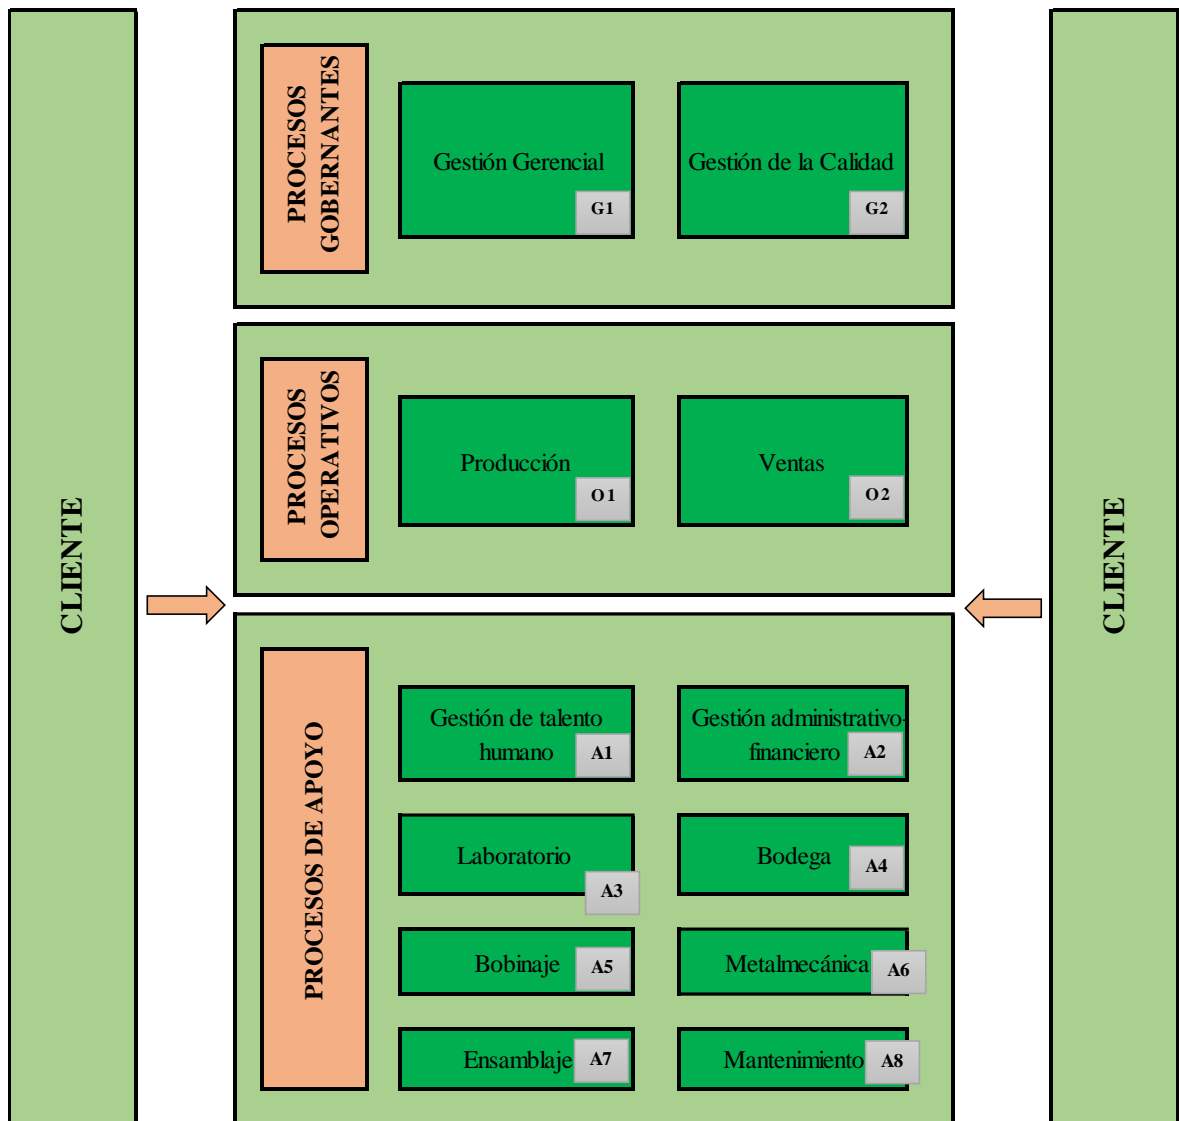 CLIENTE
PROCESOS
GOBERNANTES
Gestión Gerencial
G1
Gestión de la Calidad
G2
PROCESOS
OPERATIVOS
Producción
O1
Ventas
O2
PROCESOS DE APOYO
Gestión de talento
humano
A1
Gestión administrativo-
financiero
A2
Laboratorio
A3
Bodega
A4
Bobinaje
A5
Metalmecánica
A6
Ensamblaje
A7
Mantenimiento
A8
CLIENTE